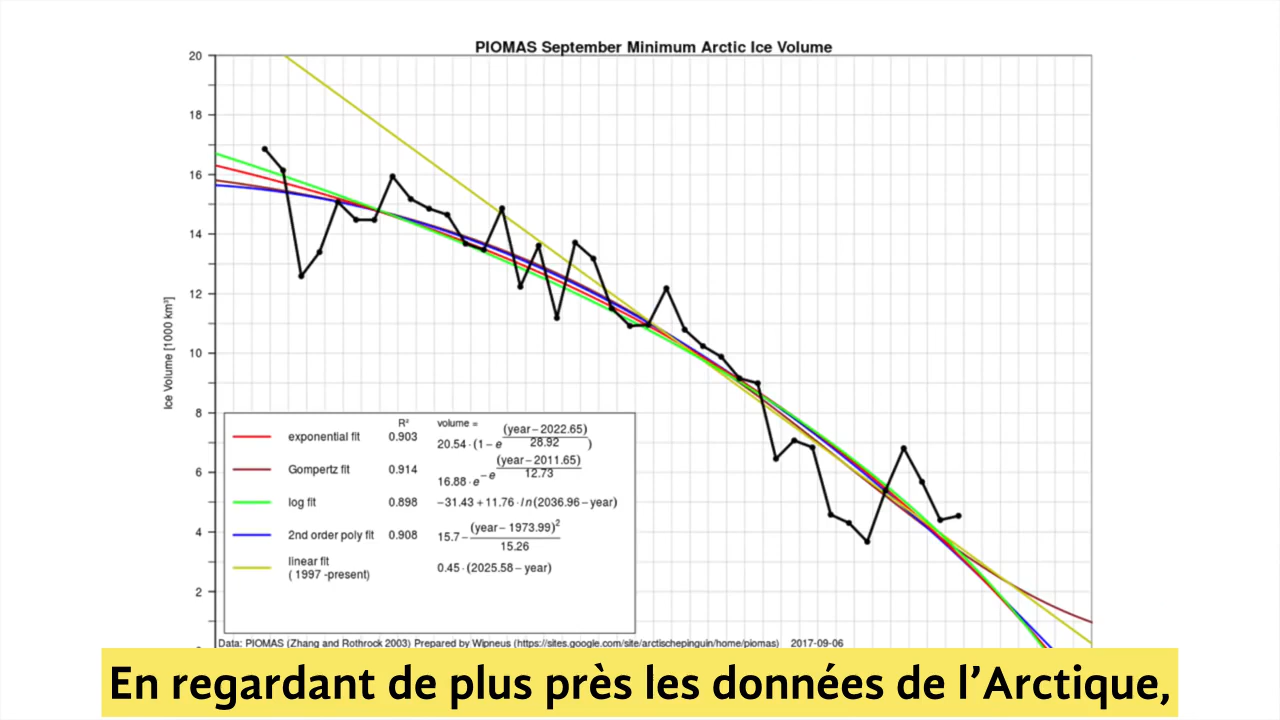 PIOMAS September Minimum Arctic Ice Volume
20
18
16
14
12
10
8
6
4
2
Ice Volume [1000 km³]
R² volume =
exponential fit 0.903 20.54·(1−e^((year−2022.65)/28.92))
Gompertz fit 0.914 16.88·e^(−e^((year−2011.65)/12.73))
log fit 0.898 −31.43+11.76·ln(2036.96−year)
2nd order poly fit 0.908 15.7−(year−1973.99)²/15.26
linear fit
(1997 -present) 0.45·(2025.58−year)
Data: PIOMAS (Zhang and Rothrock 2003) Prepared by Wipneus (https://sites.google.com/site/arctischepinguin/home/piomas) 2017-09-06
En regardant de plus près les données de l’Arctique,